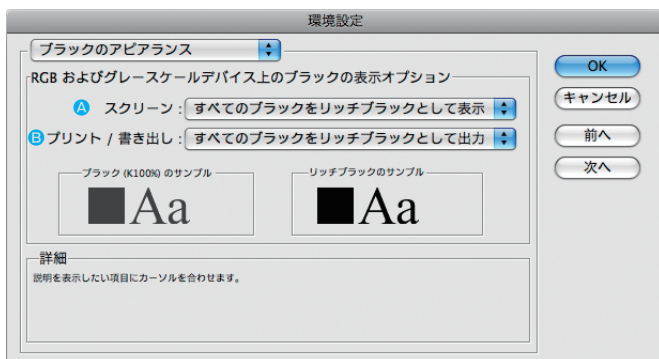 環境設定
ブラックのアピアランス
RGB およびグレースケールデバイス上のブラックの表示オプション
A スクリーン : すべてのブラックをリッチブラックとして表示
B プリント / 書き出し : すべてのブラックをリッチブラックとして出力
ブラック (K100%) のサンプル
Aa
リッチブラックのサンプル
Aa
詳細
説明を表示したい項目にカーソルを合わせます。
OK
キャンセル
前へ
次へ